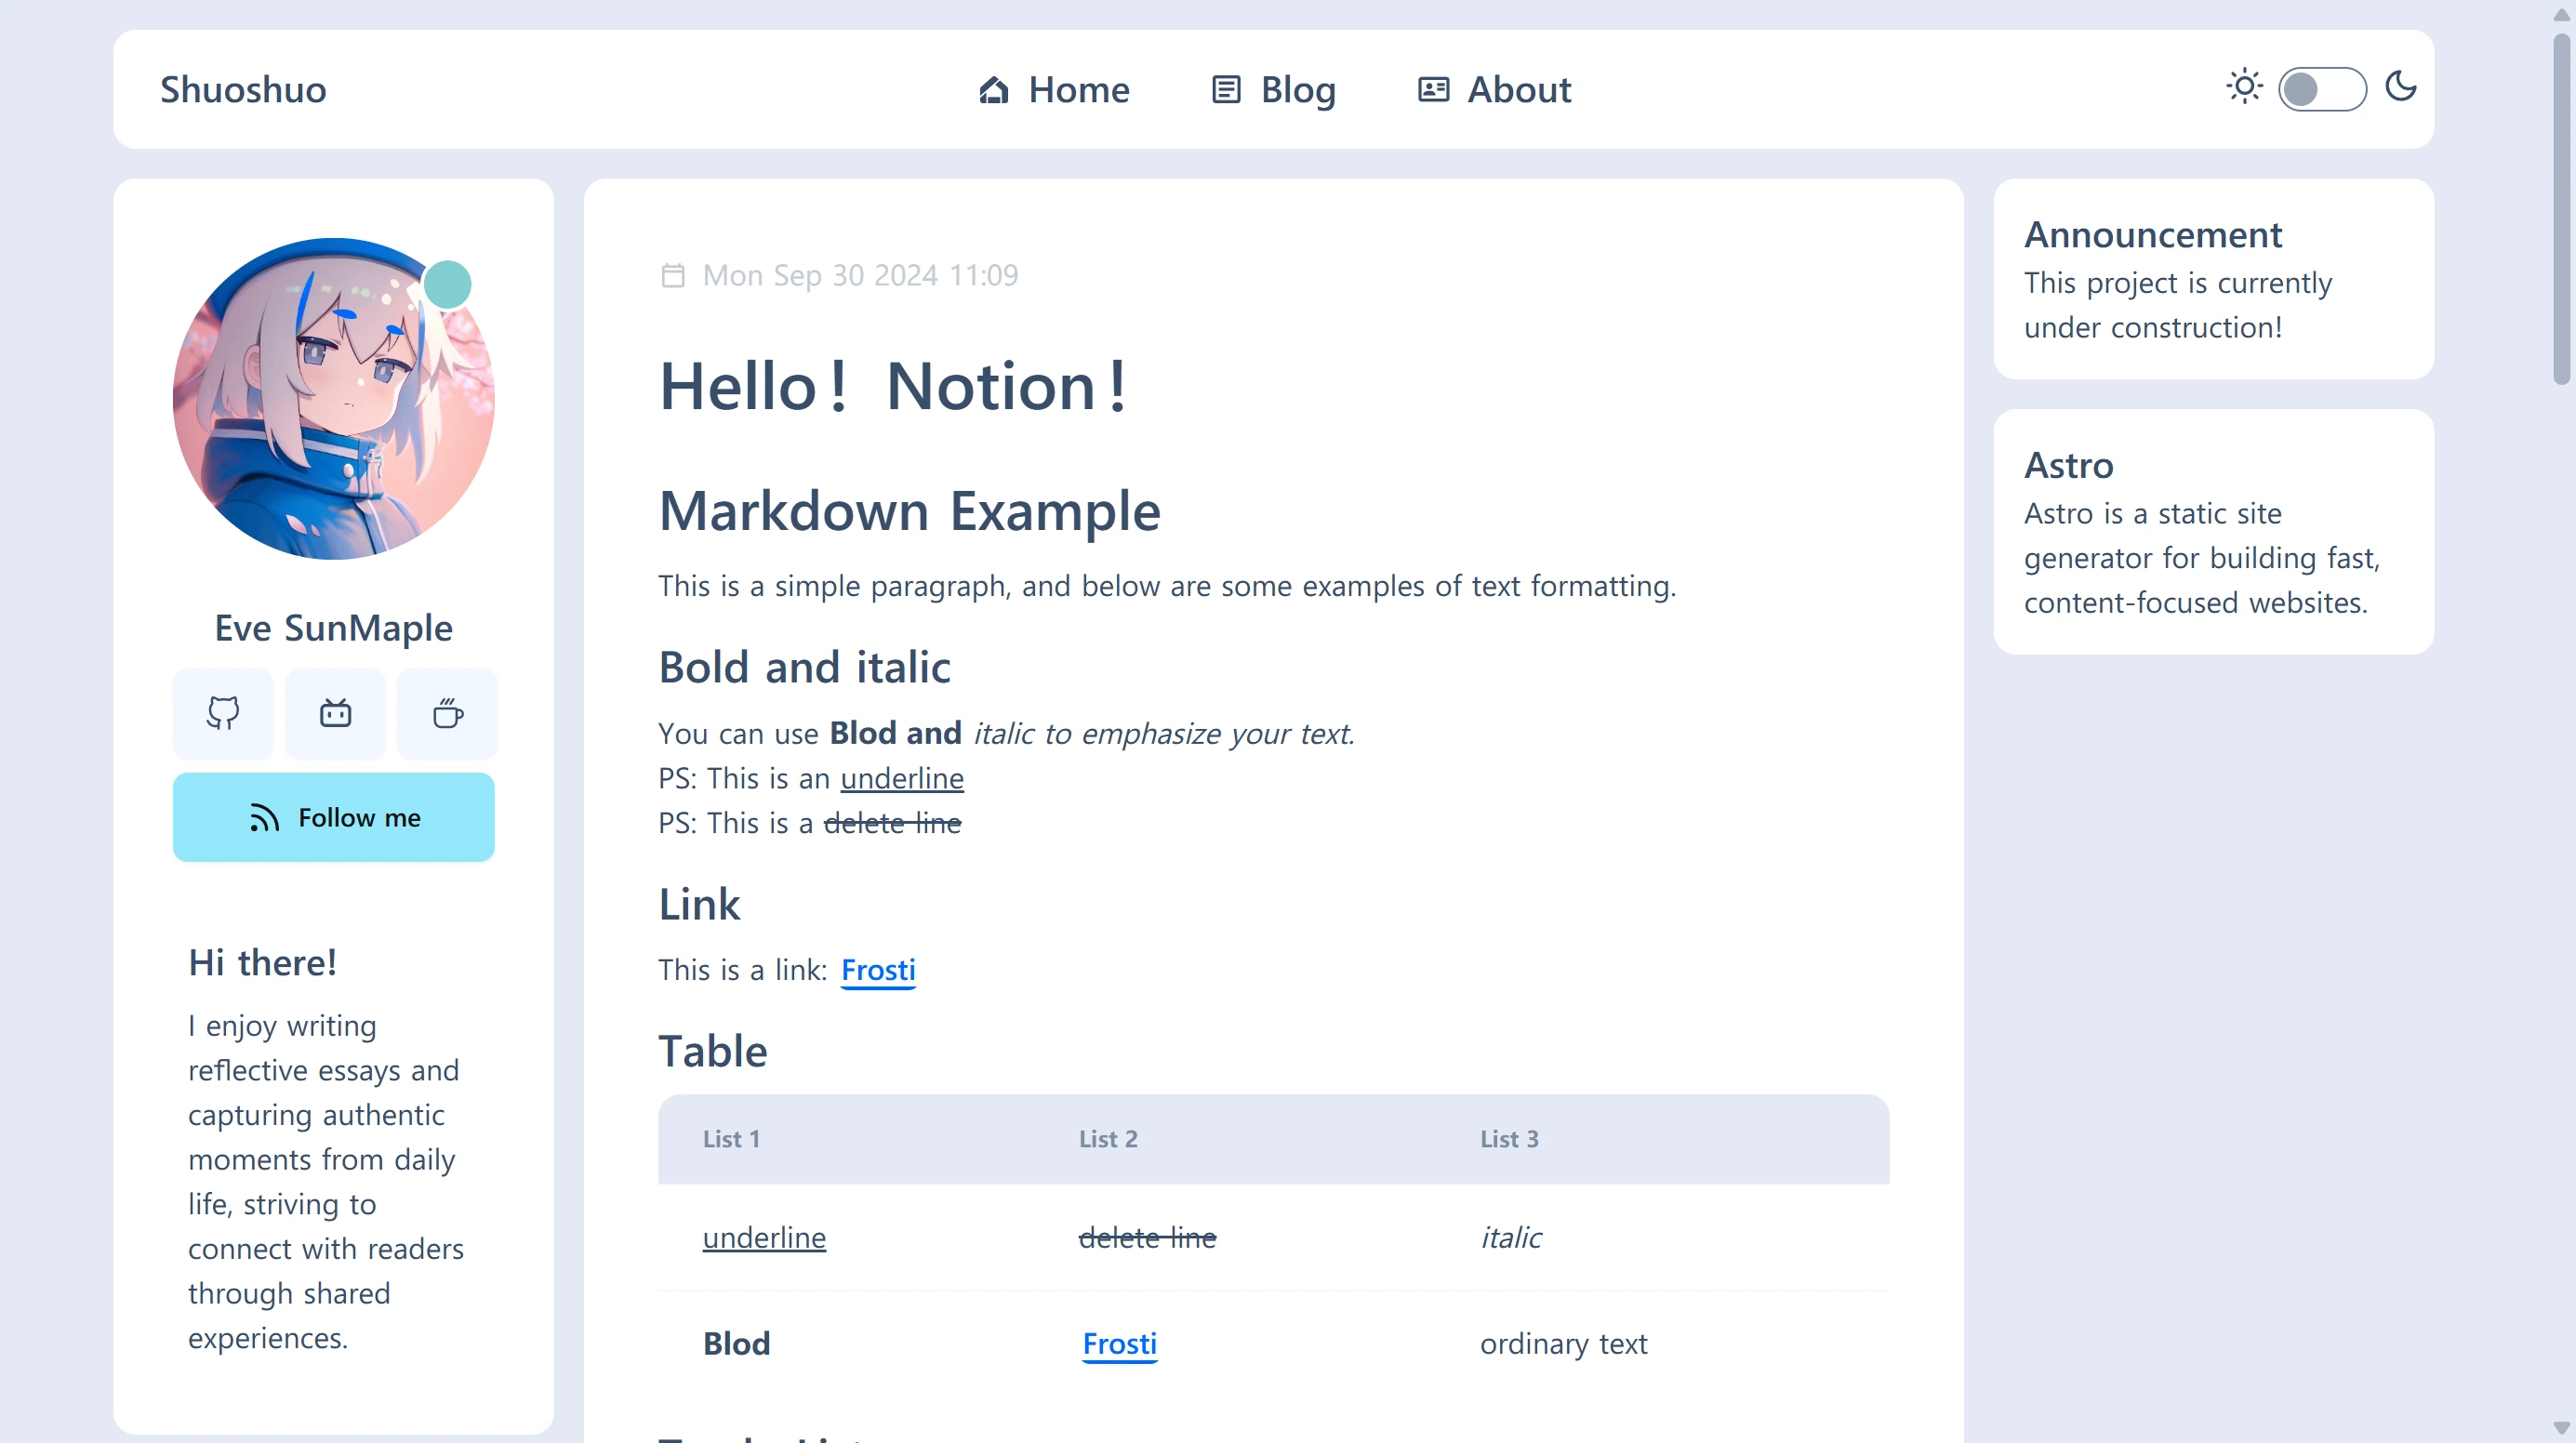 Shuoshuo
Home
Blog
About
Eve SunMaple
Follow me
Hi there!
I enjoy writing
reflective essays and
capturing authentic
moments from daily
life, striving to
connect with readers
through shared
experiences.
Mon Sep 30 2024 11:09
Hello！Notion！
Markdown Example
This is a simple paragraph, and below are some examples of text formatting.
Bold and italic
You can use Blod and italic to emphasize your text.
PS: This is an underline
PS: This is a delete line
Link
This is a link: Frosti
Table
List 1 List 2 List 3
underline delete line italic
Blod Frosti ordinary text
Announcement
This project is currently
under construction!
Astro
Astro is a static site
generator for building fast,
content-focused websites.